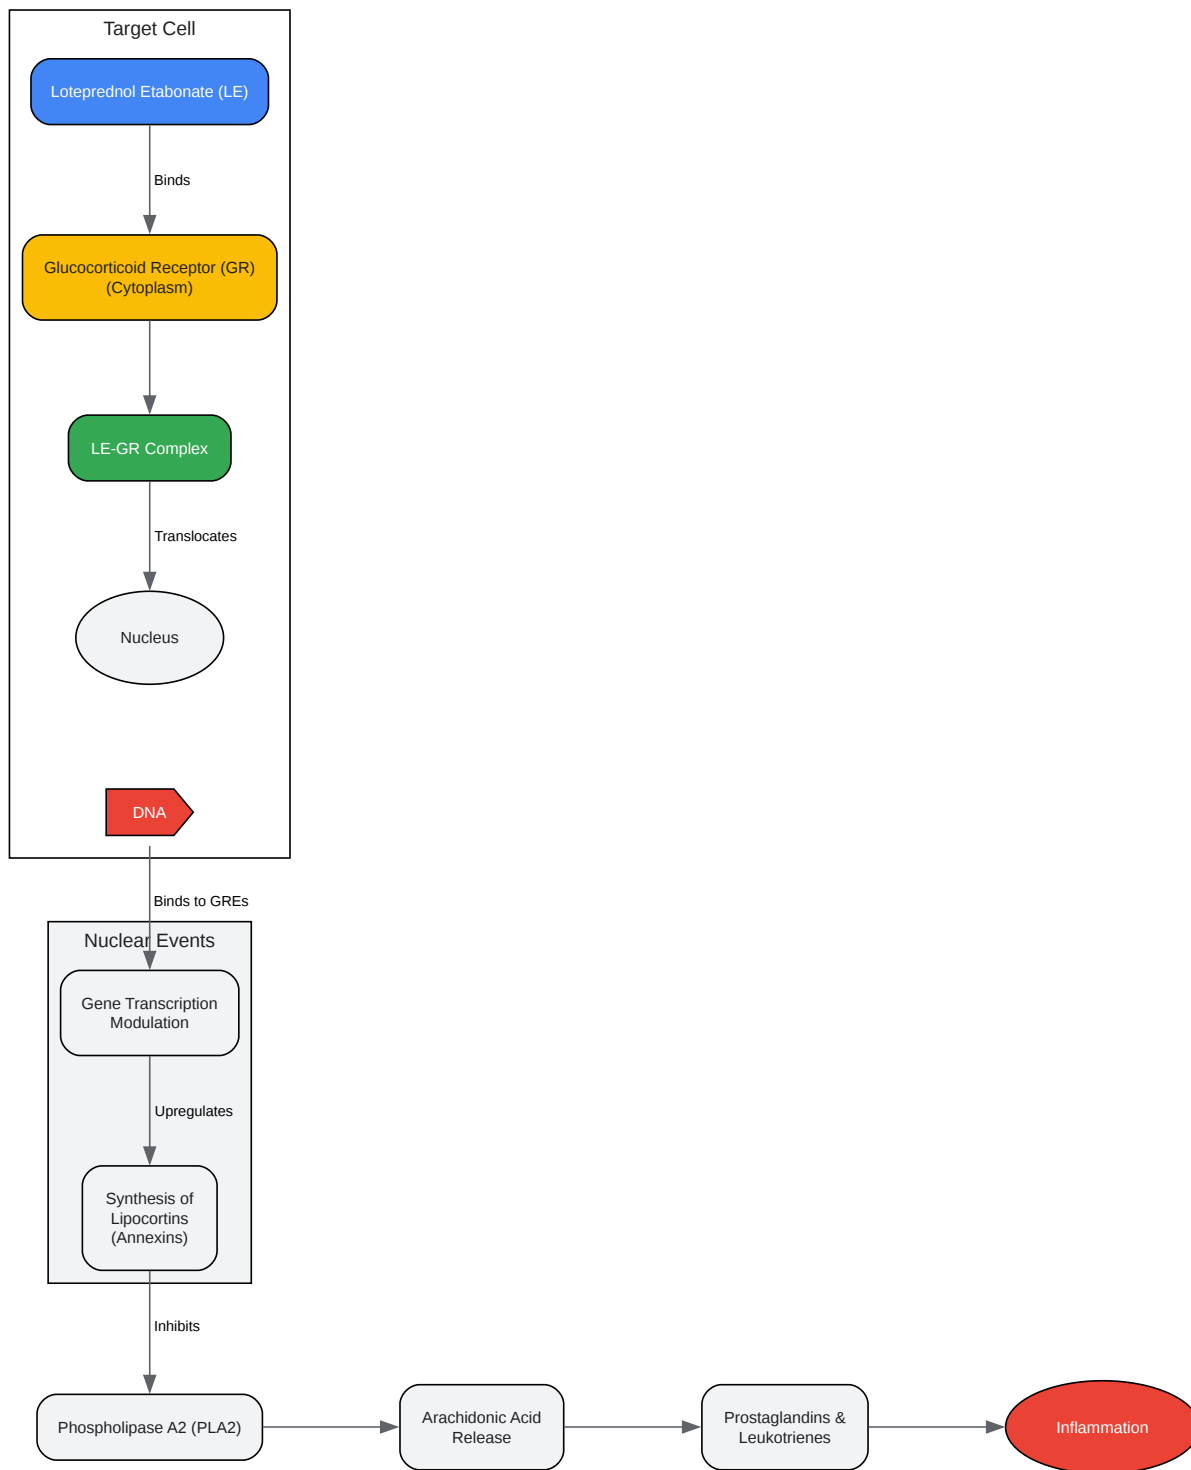 Target Cell
Loteprednol Etabonate (LE)
Binds
Glucocorticoid Receptor (GR)
(Cytoplasm)
LE-GR Complex
Translocates
Nucleus
DNA
Binds to GREs
Nuclear Events
Gene Transcription
Modulation
Upregulates
Synthesis of
Lipocortins
(Annexins)
Inhibits
Phospholipase A2 (PLA2)
Arachidonic Acid
Release
Prostaglandins &
Leukotrienes
Inflammation